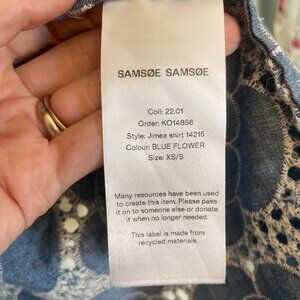 SAMSØE SAMSØE
Coll: 22.01
Order: KO14856
Style: Jimea shirt 14215
Colour: BLUE FLOWER
Size: XS/S
Many resources have been used
to create this item. Please pass
it on to someone else or donate
it when no longer needed.
This label is made from
recycled materials.